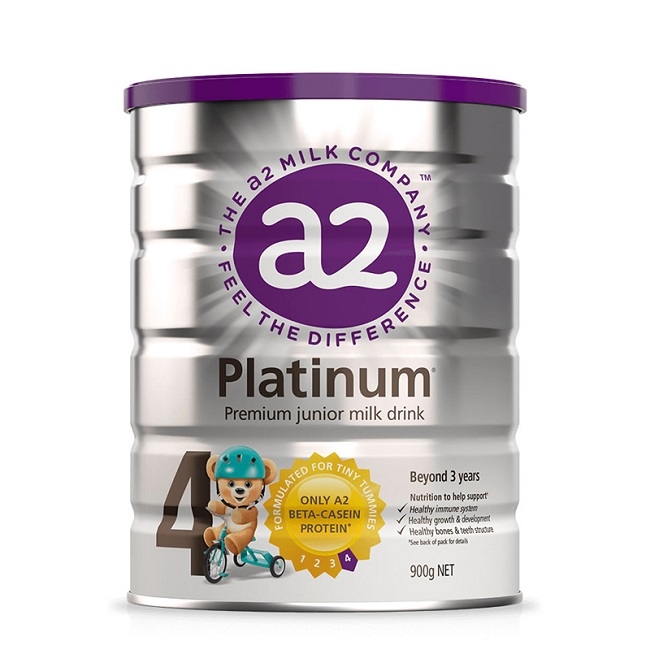 THE a2 MILK COMPANY™
a2
· FEEL THE DIFFERENCE ·
Platinum®
Premium junior milk drink
4
FORMULATED FOR TINY TUMMIES
ONLY A2
BETA-CASEIN
PROTEIN*
1 2 3 4
Beyond 3 years
Nutrition to help support†
✓ Healthy immune system
✓ Healthy growth & development
✓ Healthy bones & teeth structure
*See back of pack for details
900g NET